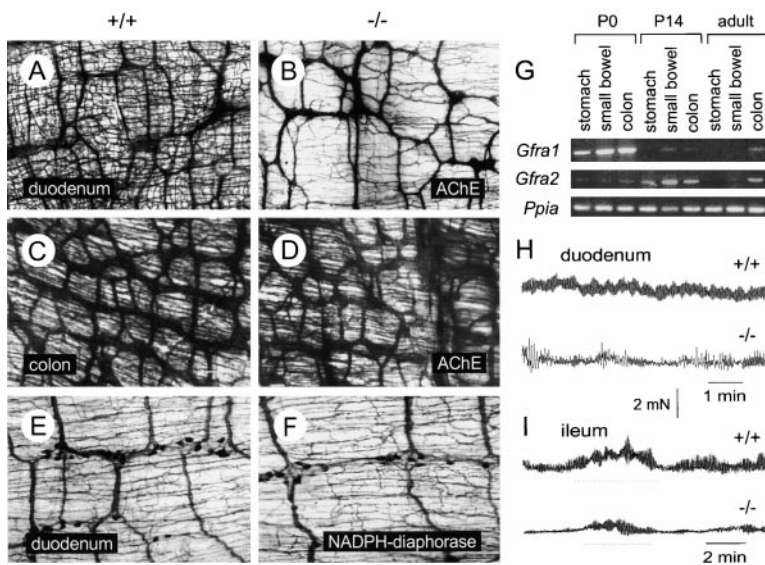 +/+
-/-
A
B
duodenum
AChE
C
D
colon
AChE
E
F
duodenum
NADPH-diaphorase
P0 P14 adult
G
stomach
small bowel
colon
stomach
small bowel
colon
stomach
small bowel
colon
Gfra1
Gfra2
Ppia
H
duodenum
+/+
-/-
1 min
2 mN
I
ileum
+/+
-/-
2 min